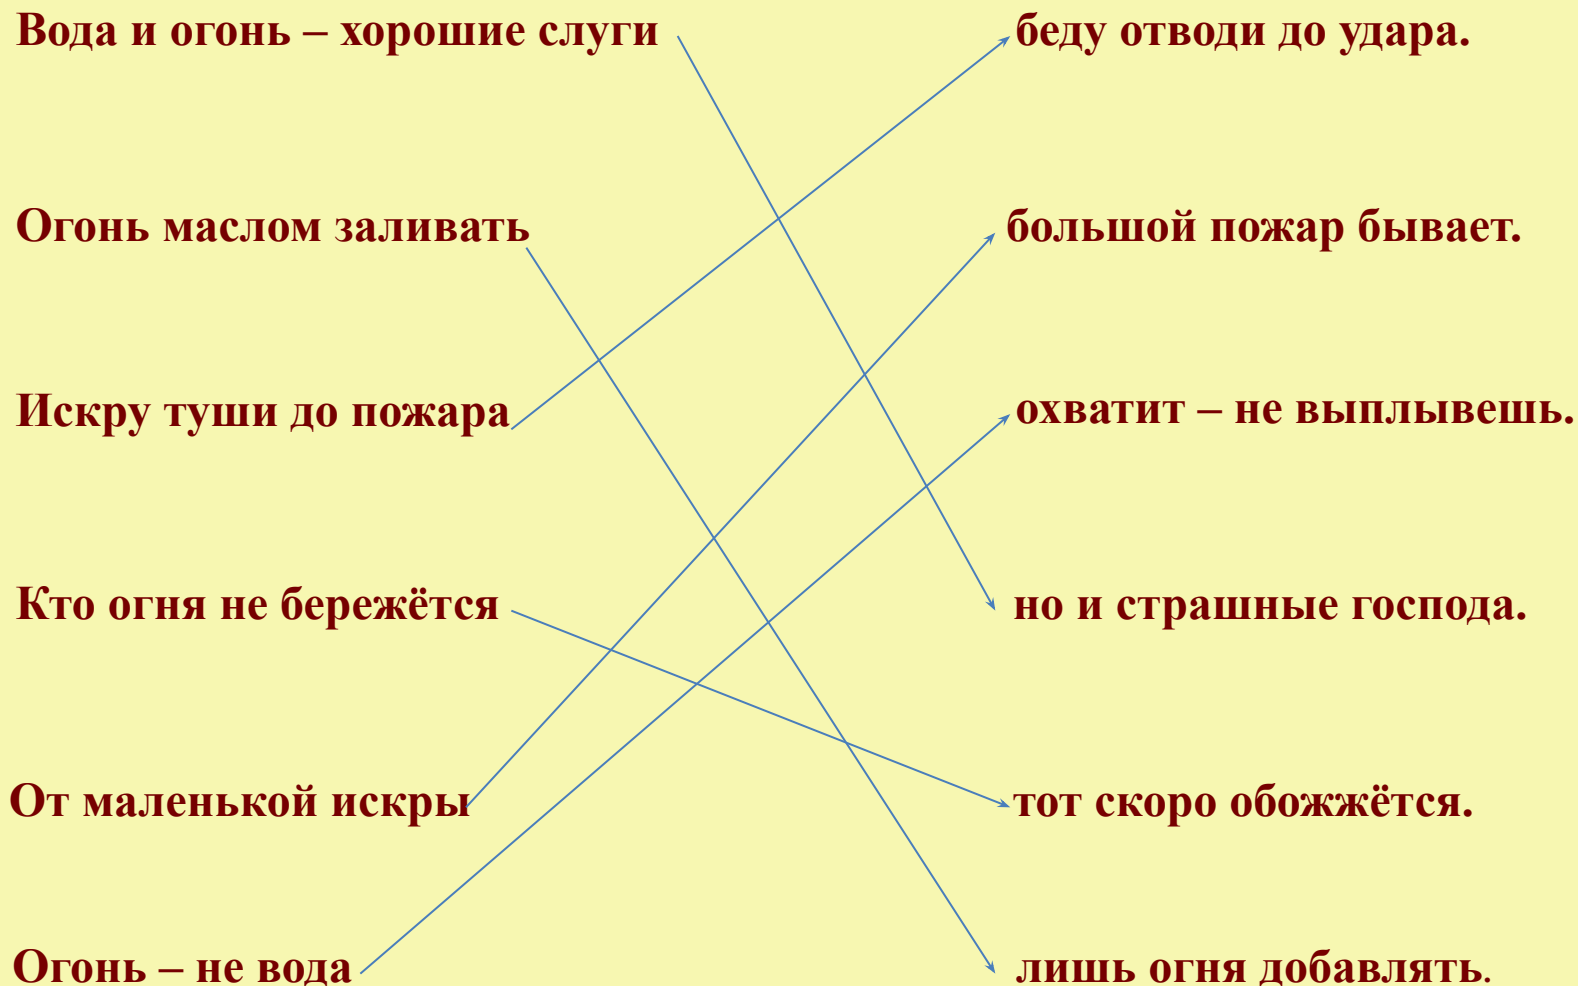 Вода и огонь – хорошие слуги
беду отводи до удара.
Огонь маслом заливать
большой пожар бывает.
Искру туши до пожара
охватит – не выплывешь.
Кто огня не бережётся
но и страшные господа.
От маленькой искры
тот скоро обожжётся.
Огонь – не вода
лишь огня добавлять.